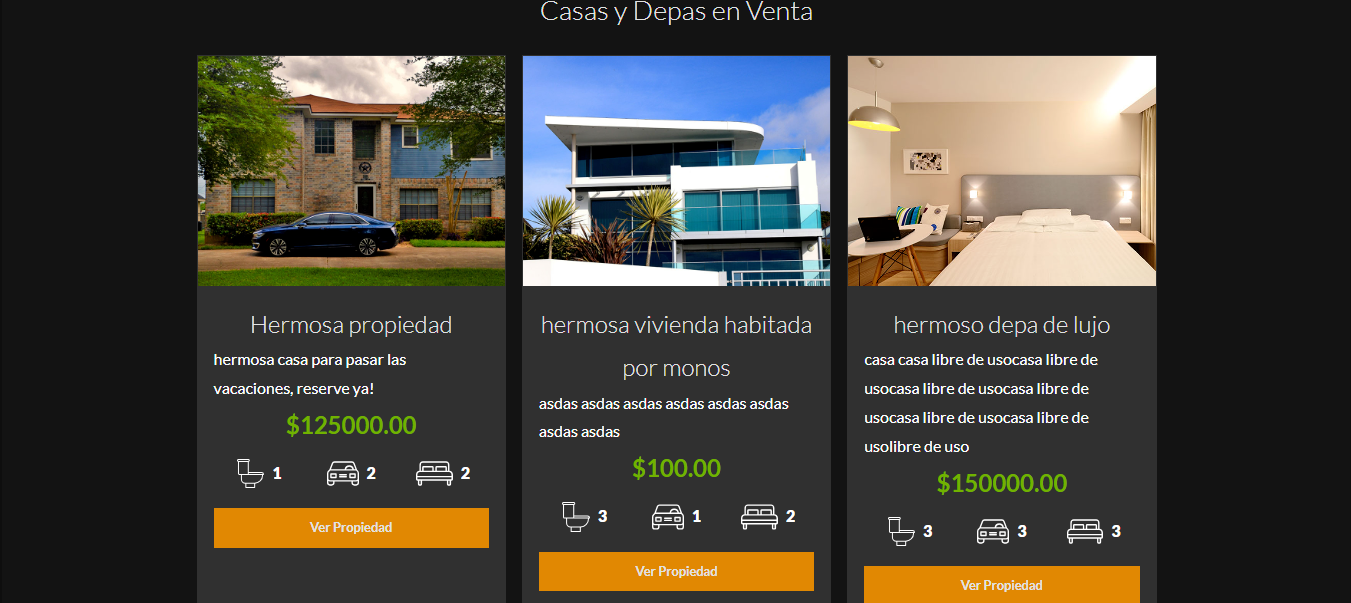 Casas y Depas en Venta
Hermosa propiedad
hermosa casa para pasar las
vacaciones, reserve ya!
$125000.00
1 2 2
Ver Propiedad
hermosa vivienda habitada
por monos
asdas asdas asdas asdas asdas asdas
asdas asdas
$100.00
3 1 2
Ver Propiedad
hermoso depa de lujo
casa casa libre de usocasa libre de
usocasa libre de usocasa libre de
usocasa libre de usocasa libre de
usolibre de uso
$150000.00
3 3 3
Ver Propiedad